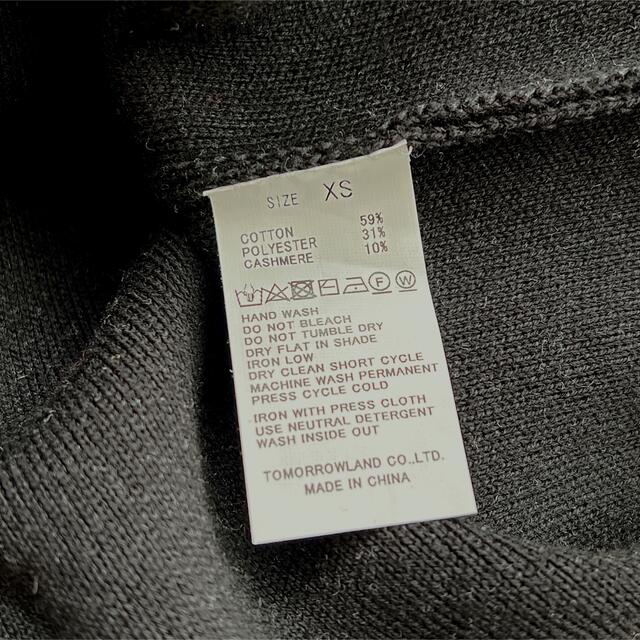 SIZE XS
COTTON 59%
POLYESTER 31%
CASHMERE 10%
HAND WASH
DO NOT BLEACH
DO NOT TUMBLE DRY
DRY FLAT IN SHADE
IRON LOW
DRY CLEAN SHORT CYCLE
MACHINE WASH PERMANENT
PRESS CYCLE COLD
IRON WITH PRESS CLOTH
USE NEUTRAL DETERGENT
WASH INSIDE OUT
TOMORROWLAND CO.,LTD.
MADE IN CHINA